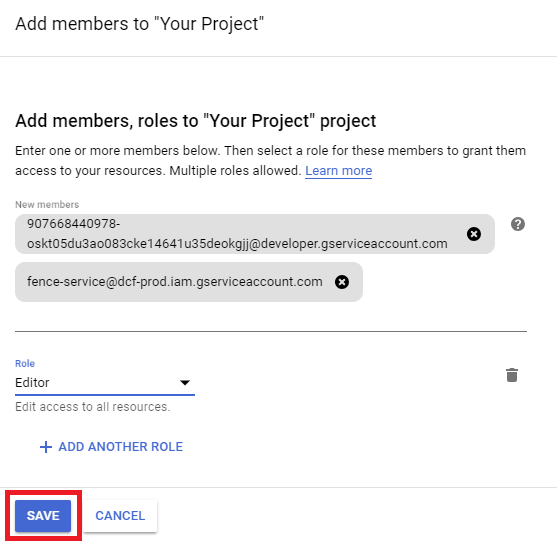 Add members to "Your Project"
Add members, roles to "Your Project" project
Enter one or more members below. Then select a role for these members to grant them
access to your resources. Multiple roles allowed. Learn more
New members
907668440978-
oskt05du3ao083cke14641u35deokgjj@developer.gserviceaccount.com
fence-service@dcf-prod.iam.gserviceaccount.com
Role
Editor
Edit access to all resources.
ADD ANOTHER ROLE
SAVE CANCEL